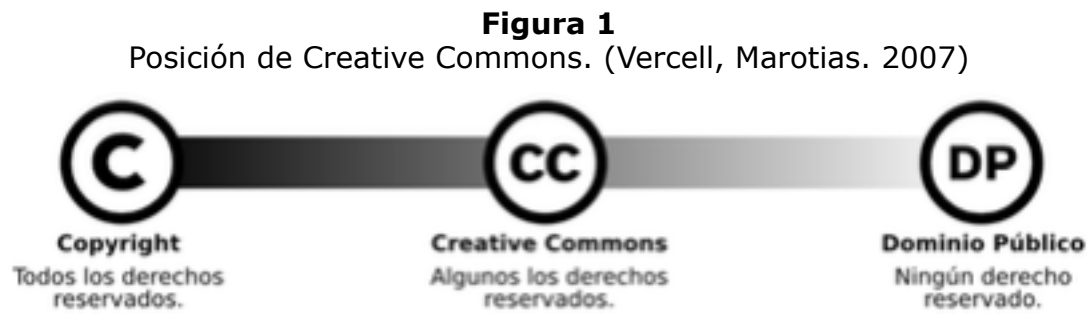 Figura 1
Posición de Creative Commons. (Vercell, Marotias. 2007)
C
CC
DP
Copyright
Creative Commons
Dominio Público
Todos los derechos
reservados.
Algunos los derechos
reservados.
Ningún derecho
reservado.